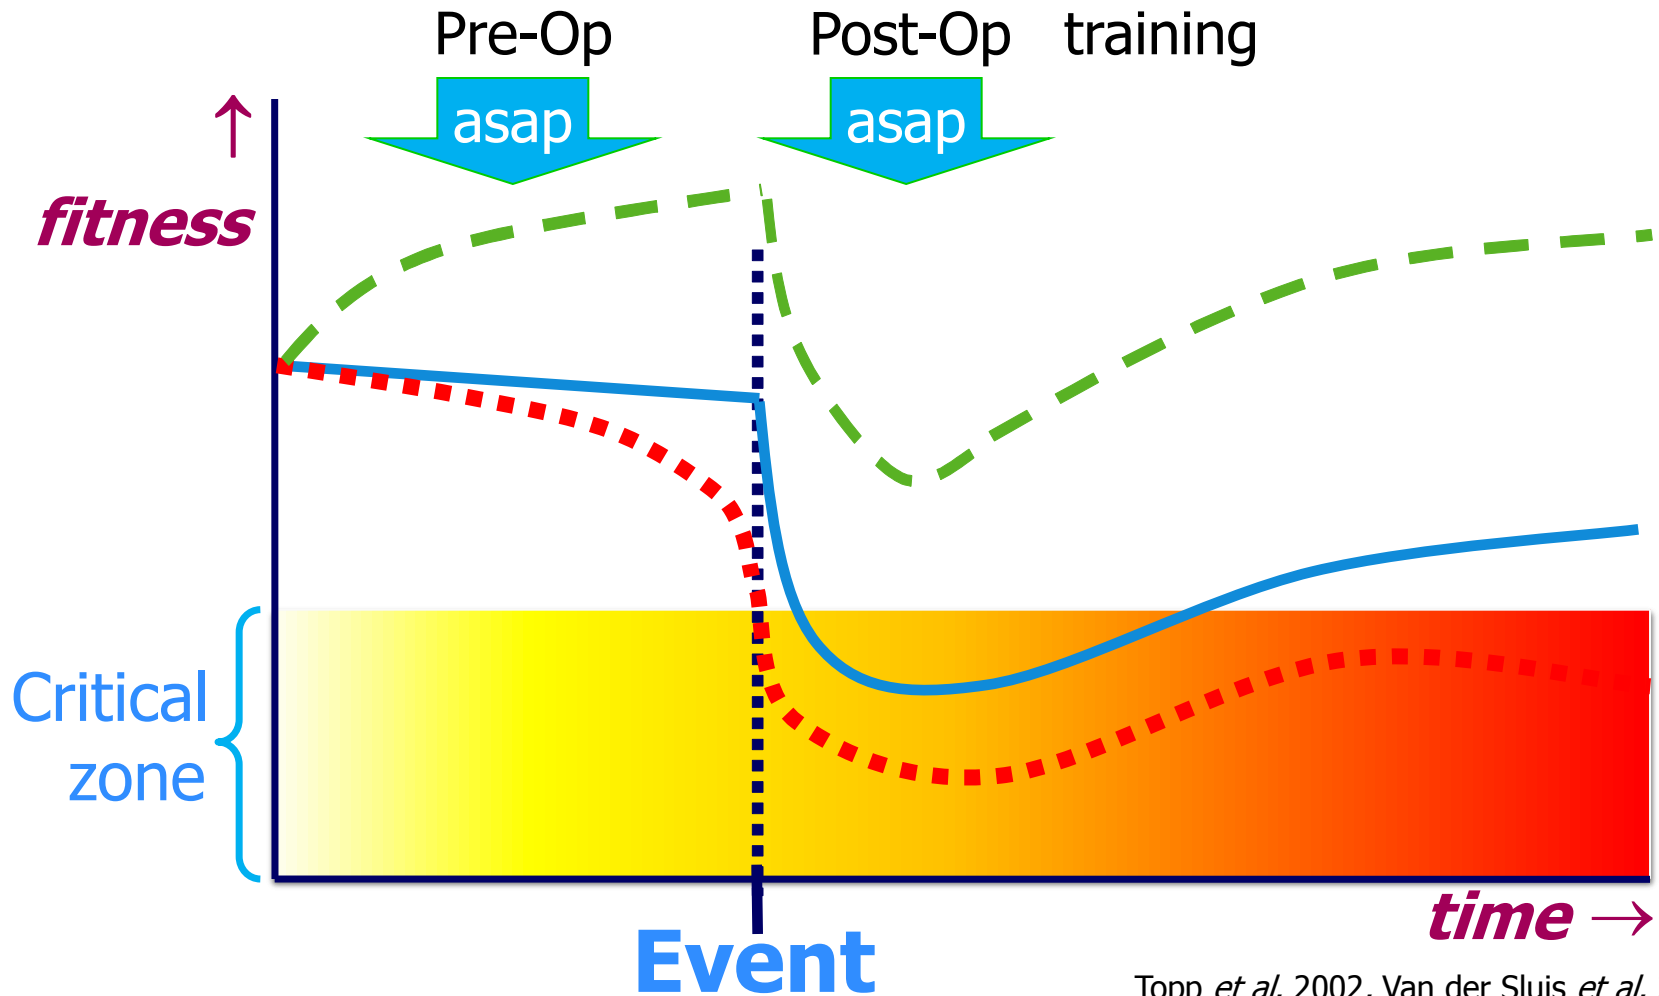 Pre-Op Post-Op training
asap asap
↑
fitness
Critical
zone
time →
Event
Topp et al. 2002, Van der Sluis et al.